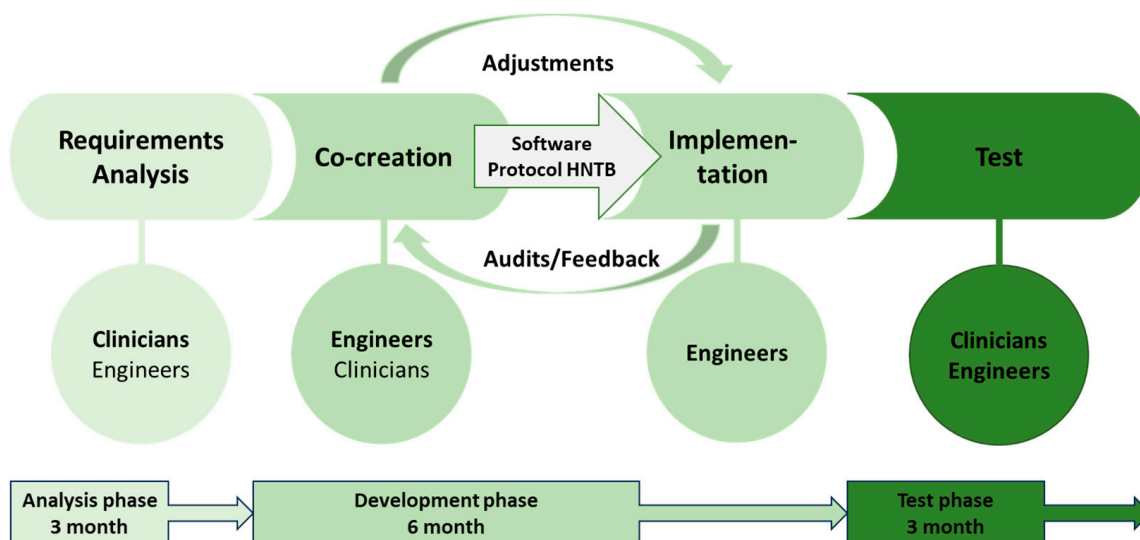 Adjustments
Requirements
Analysis
Co-creation
Software
Protocol HNTB
Implemen-
tation
Test
Audits/Feedback
Clinicians
Engineers
Engineers
Clinicians
Engineers
Clinicians
Engineers
Analysis phase
3 month
Development phase
6 month
Test phase
3 month